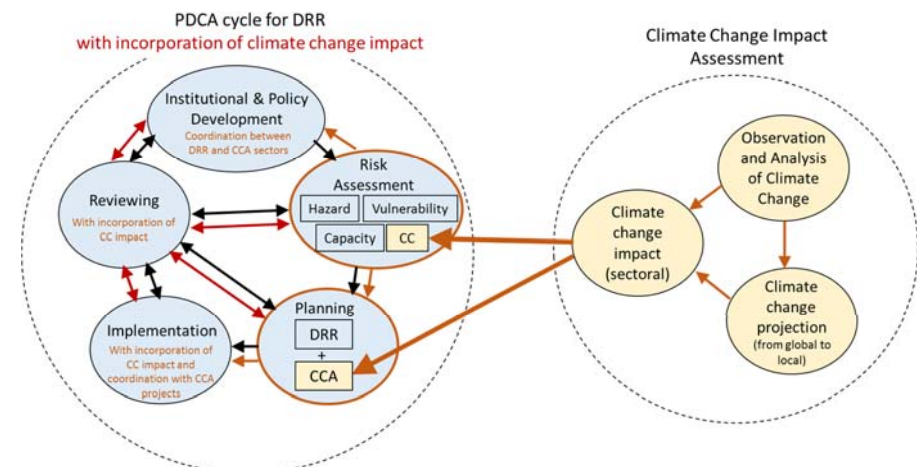 PDCA cycle for DRR
with incorporation of climate change impact
Institutional & Policy
Development
Coordination between
DRR and CCA sectors
Risk
Assessment
Hazard
Vulnerability
Capacity
CC
Reviewing
With incorporation of
CC impact
Planning
DRR
+
CCA
Implementation
With incorporation of
CC impact and
coordination with CCA
projects
Climate Change Impact
Assessment
Observation
and Analysis
of Climate
Change
Climate
change
impact
(sectoral)
Climate
change
projection
(from global to
local)